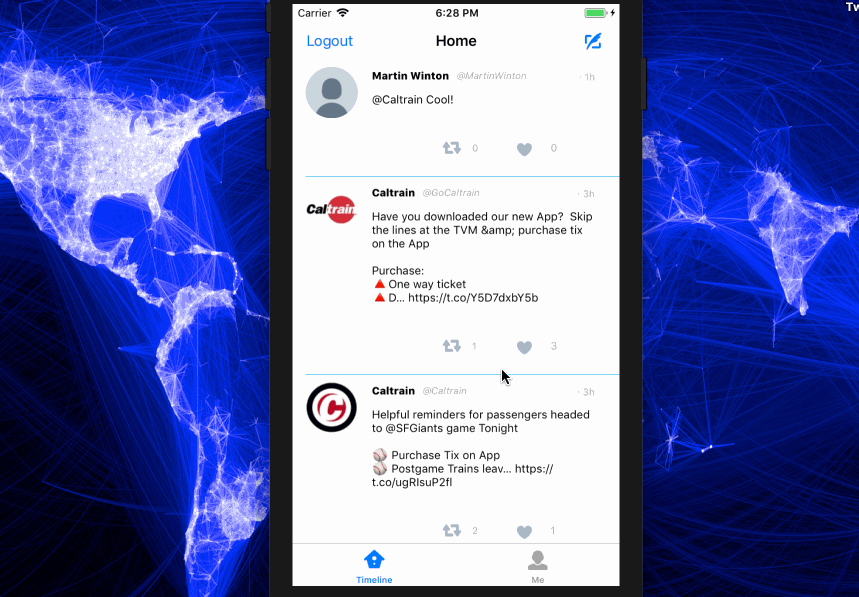 Tw
Carrier 6:28 PM
Logout Home
Martin Winton @MartinWinton · 1h
@Caltrain Cool!
0 0
Caltrain
Caltrain @GoCaltrain · 3h
Have you downloaded our new App? Skip
the lines at the TVM &amp; purchase tix
on the App
Purchase:
🔺 One way ticket
🔺 D... https://t.co/Y5D7dxbY5b
1 3
C
Caltrain @Caltrain · 3h
Helpful reminders for passengers headed
to @SFGiants game Tonight
⚾ Purchase Tix on App
⚾ Postgame Trains leav... https://
t.co/ugRIsuP2fl
2 1
Timeline Me